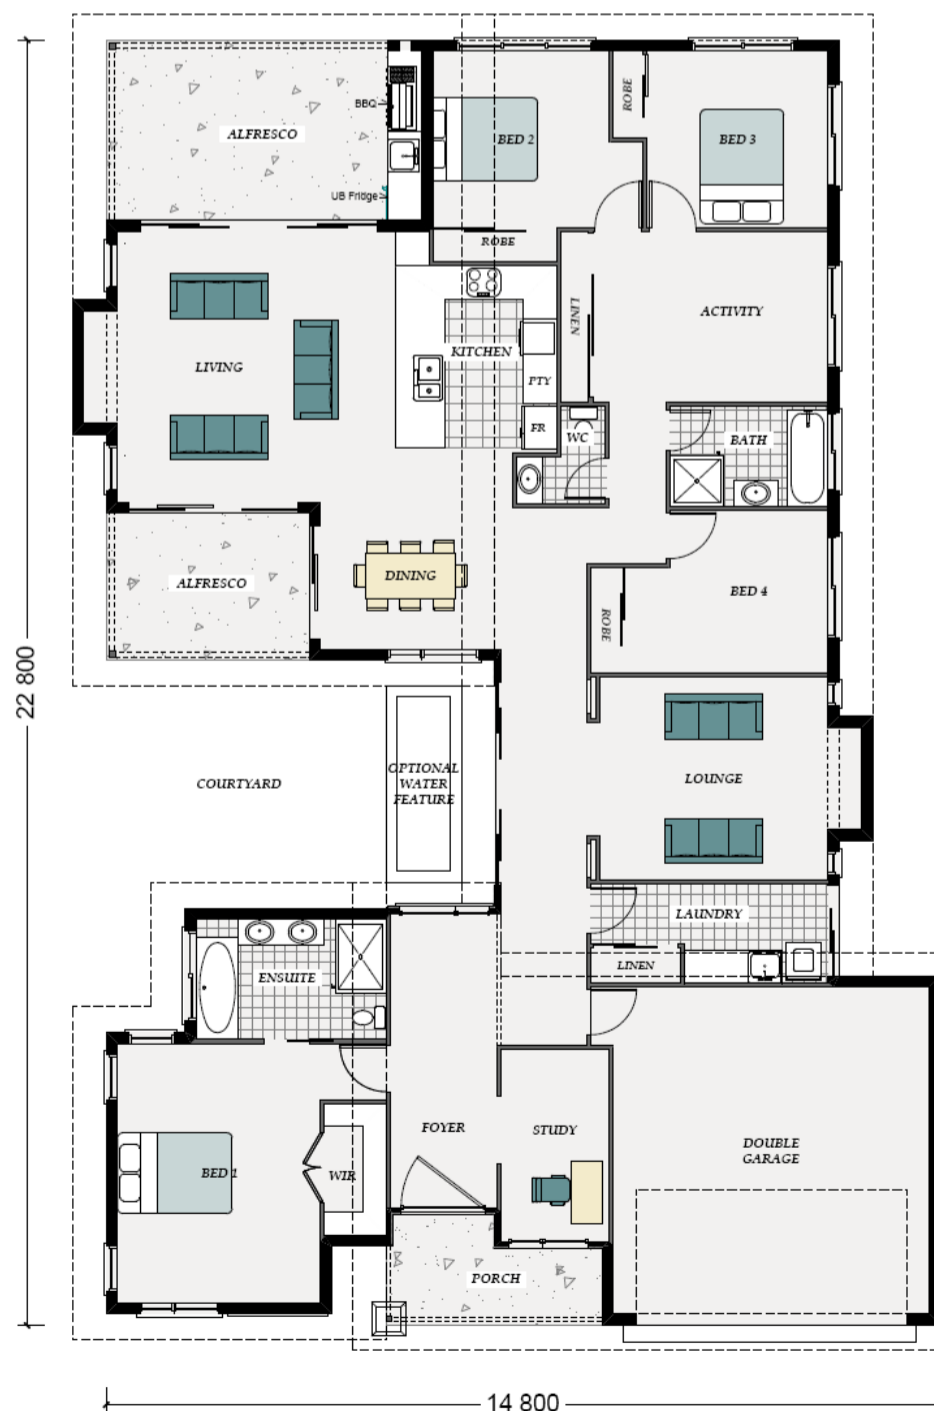 BBQ
ALFRESCO
UB Fridge
BED 2
ROBE
BED 3
ROBE
LINEN
ACTIVITY
LIVING
KITCHEN
PTY
FR
WC
BATH
ALFRESCO
DINING
BED 4
ROBE
22 800
COURTYARD
OPTIONAL
WATER
FEATURE
LOUNGE
LAUNDRY
LINEN
ENSUITE
FOYER
STUDY
DOUBLE
GARAGE
BED 1
WIR
PORCH
14 800